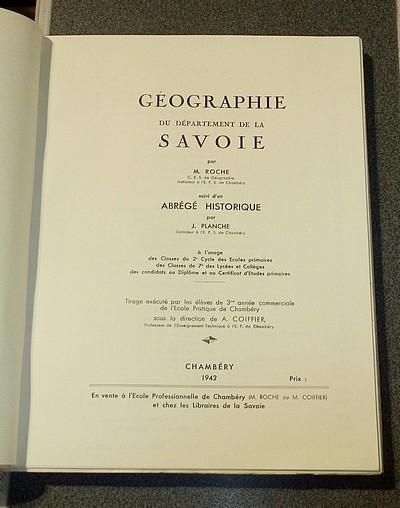 GÉOGRAPHIE
DU DÉPARTEMENT DE LA
SAVOIE
par
M. ROCHE
C. E. S. de Géographie,
Instituteur à l'E. P. S. de Chambéry
suivi d'un
ABRÉGÉ HISTORIQUE
par
J. PLANCHE
Instituteur à l'E. P. S. de Chambéry
à l'usage
des Classes du 2e Cycle des Ecoles primaires
des Classes de 7e des Lycées et Collèges
des candidats au Diplôme et au Certificat d'Etudes primaires
Tirage exécuté par les élèves de 3me année commerciale
de l'Ecole Pratique de Chambéry
sous la direction de A. COIFFIER,
Professeur de l'Enseignement Technique à l'E. P. de Chambéry
CHAMBÉRY
1942
Prix :
En vente à l'Ecole Professionnelle de Chambéry (M. ROCHE ou M. COIFFIER)
et chez les Libraires de la Savoie